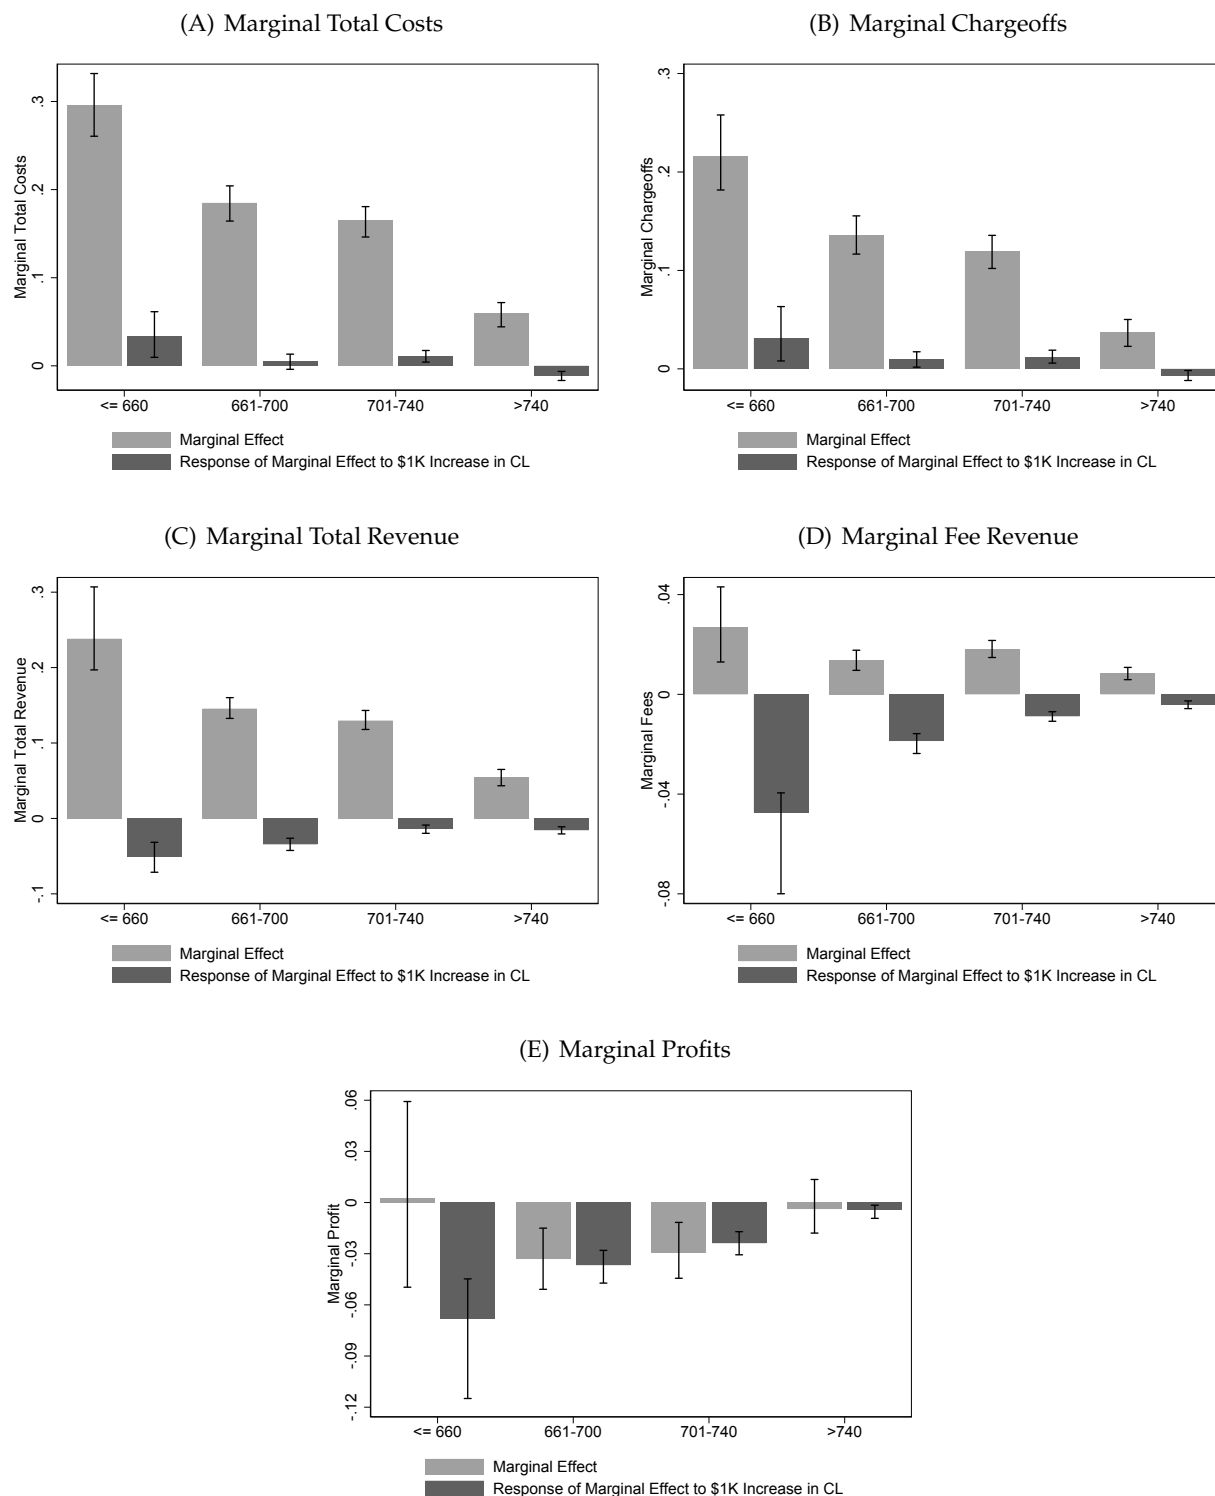 (A) Marginal Total Costs
Marginal Total Costs
.3
.2
.1
0
<= 660
661-700
701-740
>740
Marginal Effect
Response of Marginal Effect to $1K Increase in CL
(B) Marginal Chargeoffs
Marginal Chargeoffs
.3
.2
.1
0
<= 660
661-700
701-740
>740
Marginal Effect
Response of Marginal Effect to $1K Increase in CL
(C) Marginal Total Revenue
Marginal Total Revenue
.3
.2
.1
0
-.1
<= 660
661-700
701-740
>740
Marginal Effect
Response of Marginal Effect to $1K Increase in CL
(D) Marginal Fee Revenue
Marginal Fees
.04
0
-.04
-.08
<= 660
661-700
701-740
>740
Marginal Effect
Response of Marginal Effect to $1K Increase in CL
(E) Marginal Profits
Marginal Profit
.06
.03
0
-.03
-.06
-.09
-.12
<= 660
661-700
701-740
>740
Marginal Effect
Response of Marginal Effect to $1K Increase in CL